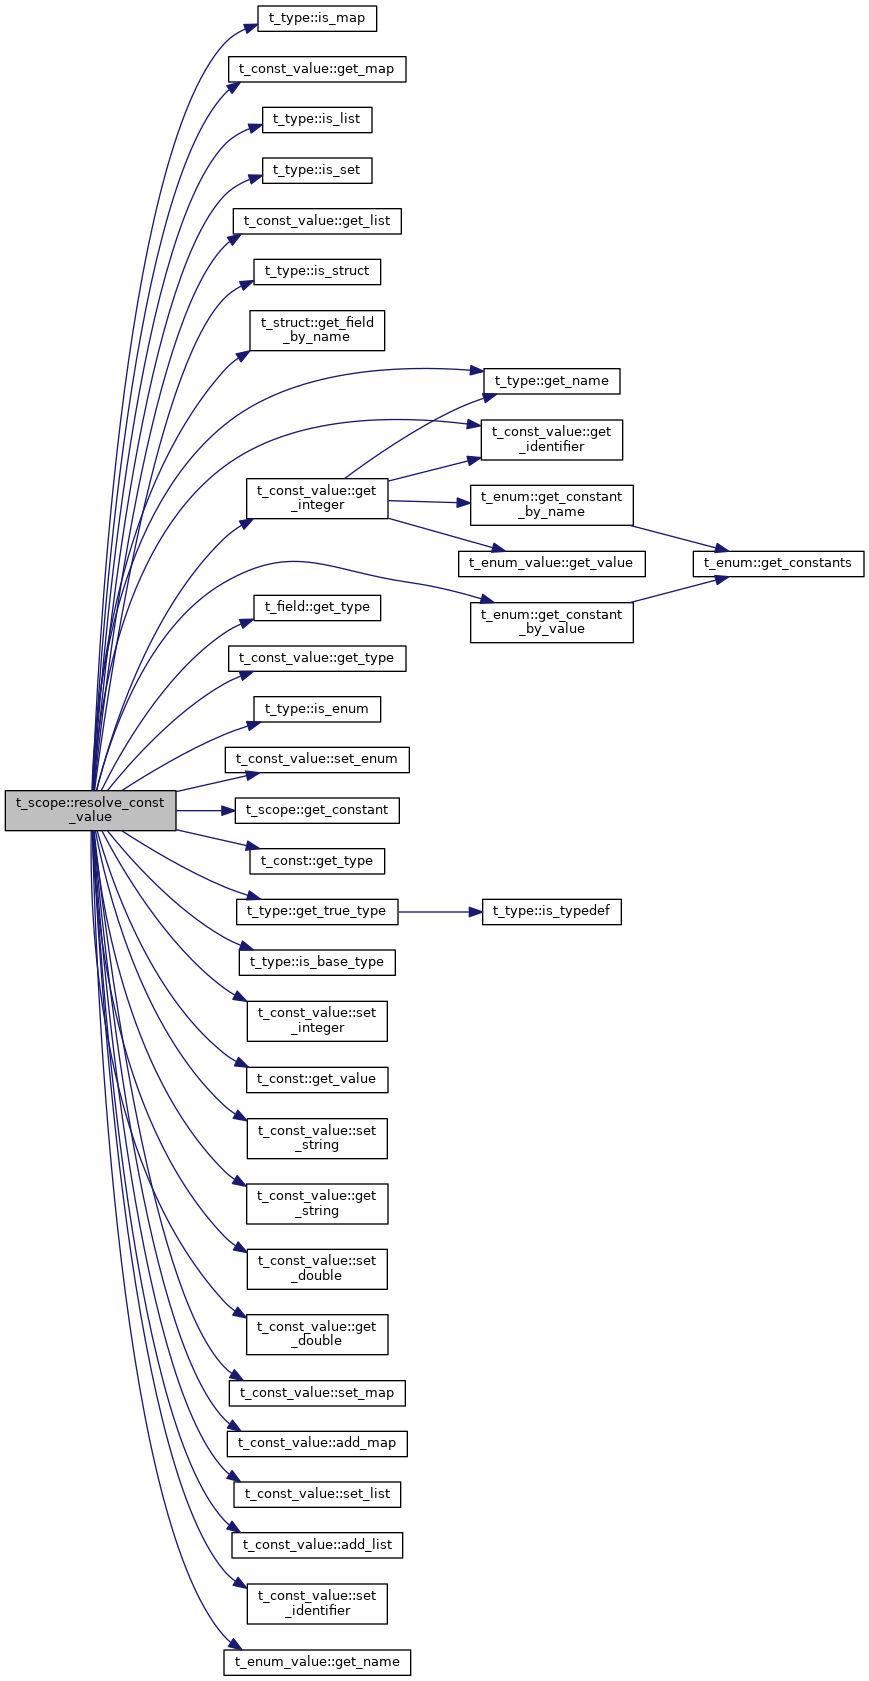 t_type::is_map
t_const_value::get_map
t_type::is_list
t_type::is_set
t_const_value::get_list
t_type::is_struct
t_struct::get_field
_by_name
t_type::get_name
t_const_value::get
_identifier
t_const_value::get
_integer
t_enum::get_constant
_by_name
t_enum_value::get_value
t_enum::get_constants
t_field::get_type
t_enum::get_constant
_by_value
t_const_value::get_type
t_type::is_enum
t_const_value::set_enum
t_scope::resolve_const
_value
t_scope::get_constant
t_const::get_type
t_type::get_true_type
t_type::is_typedef
t_type::is_base_type
t_const_value::set
_integer
t_const::get_value
t_const_value::set
_string
t_const_value::get
_string
t_const_value::set
_double
t_const_value::get
_double
t_const_value::set_map
t_const_value::add_map
t_const_value::set_list
t_const_value::add_list
t_const_value::set
_identifier
t_enum_value::get_name